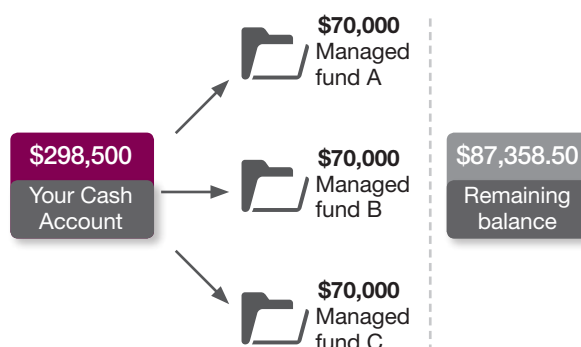 $70,000
Managed
fund A
$298,500
Your Cash
Account
$70,000
Managed
fund B
$87,358.50
Remaining
balance
$70,000
Managed
fund C